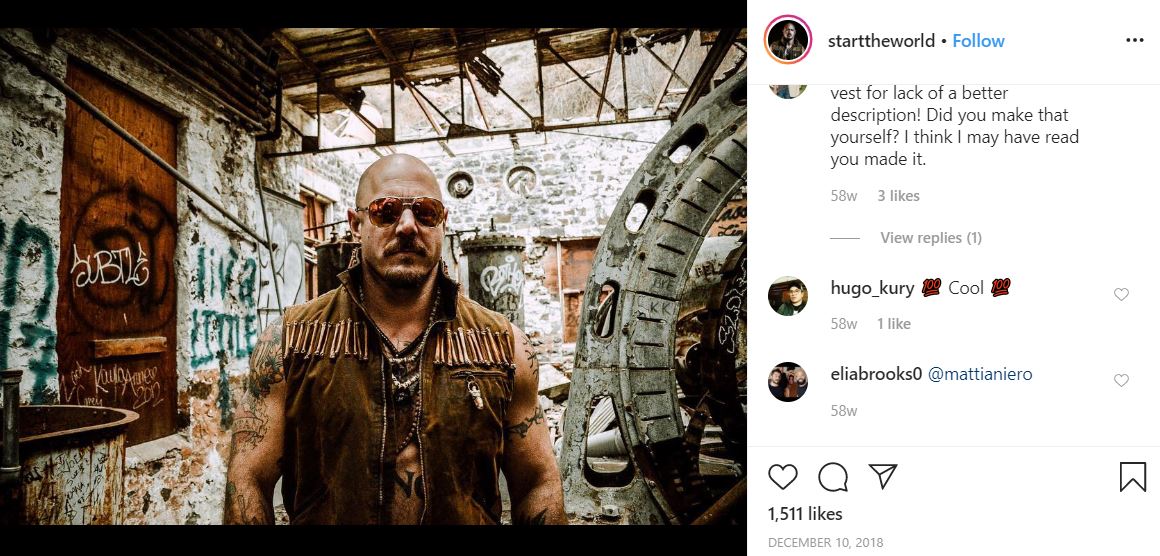 starttheworld • Follow
vest for lack of a better
description! Did you make that
yourself? I think I may have read
you made it.
58w 3 likes
View replies (1)
hugo_kury 💯 Cool 💯
58w 1 like
eliabrooks0 @mattianiero
58w
1,511 likes
DECEMBER 10, 2018
SUBTLE
2012